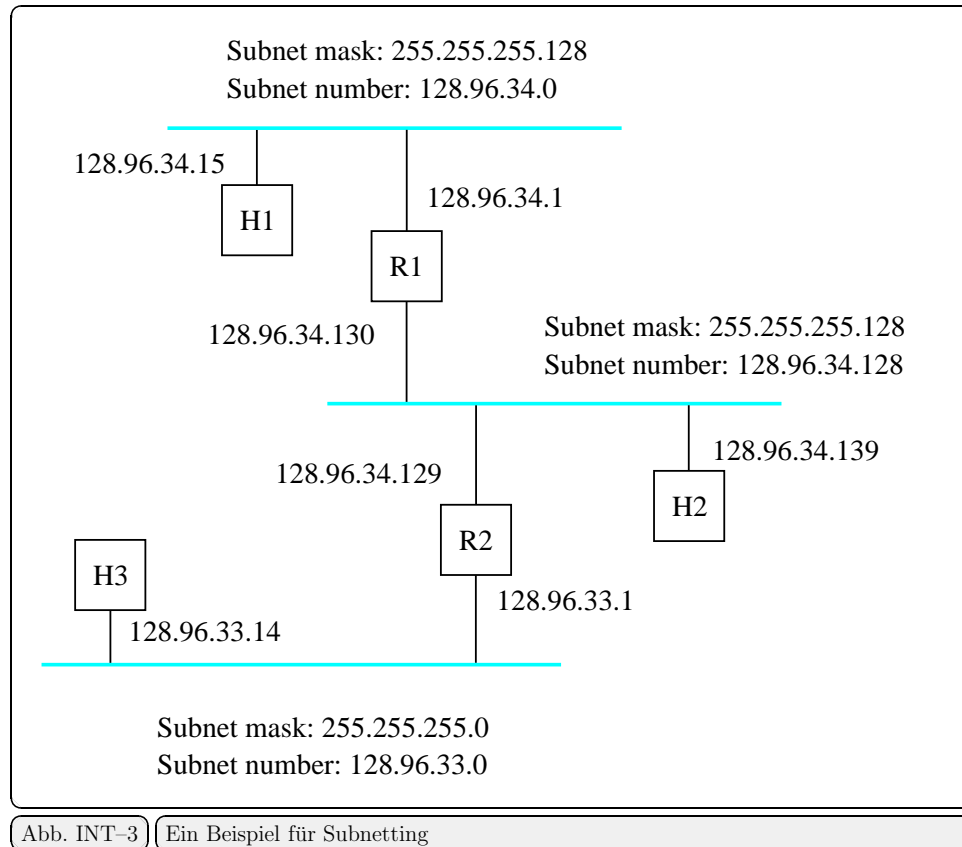 Subnet mask: 255.255.255.128
Subnet number: 128.96.34.0
128.96.34.15
128.96.34.1
H1
R1
128.96.34.130
Subnet mask: 255.255.255.128
Subnet number: 128.96.34.128
128.96.34.139
128.96.34.129
H2
R2
H3
128.96.33.1
128.96.33.14
Subnet mask: 255.255.255.0
Subnet number: 128.96.33.0
Abb. INT–3 Ein Beispiel für Subnetting